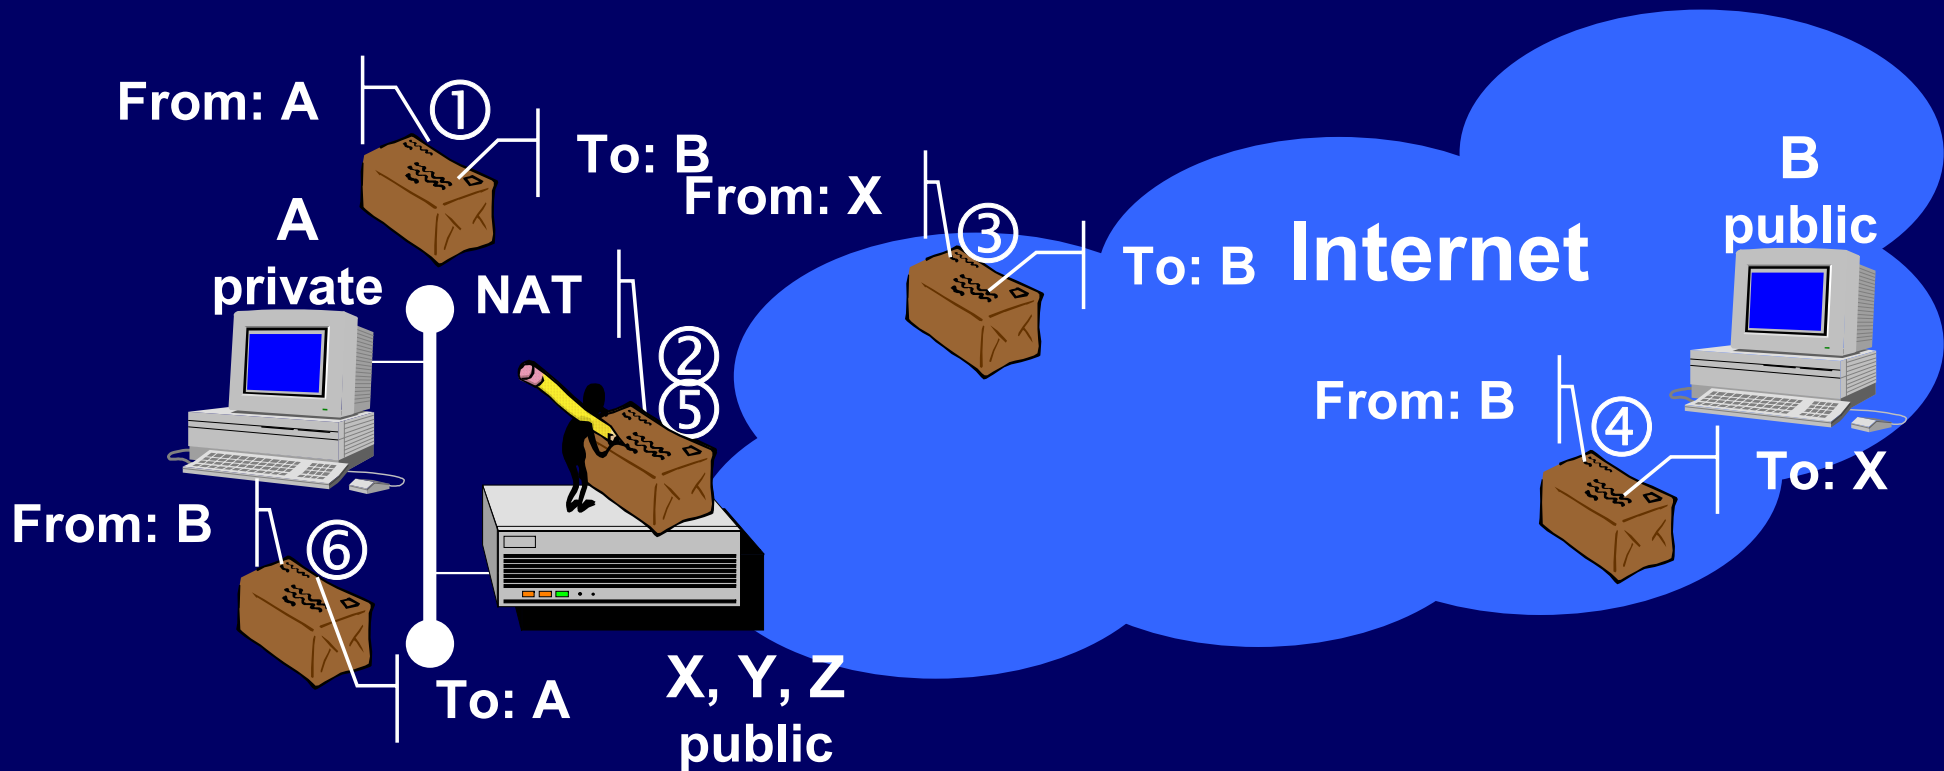 From: A
①
To: B
A
private
NAT
②
⑤
From: X
③
To: B
Internet
B
public
From: B
④
To: X
From: B
⑥
To: A
X, Y, Z
public